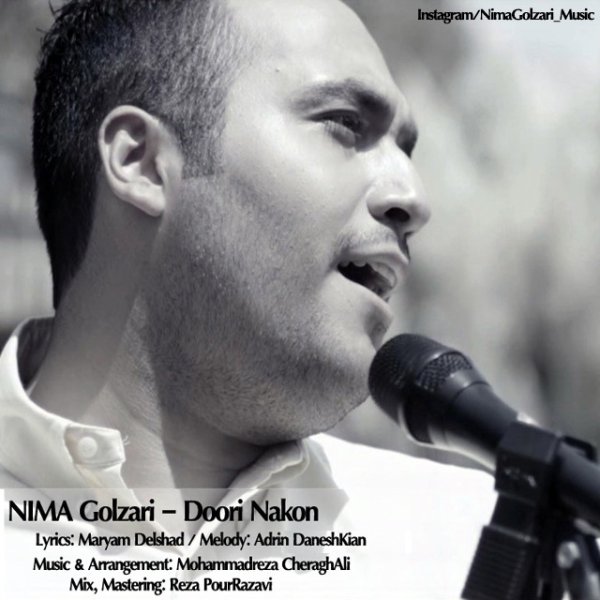 Instagram/NimaGolzari_Music
NIMA Golzari - Doori Nakon
Lyrics: Maryam Delshad / Melody: Adrin DaneshKian
Music & Arrangement: Mohammadreza CheraghAli
Mix, Mastering: Reza PourRazavi